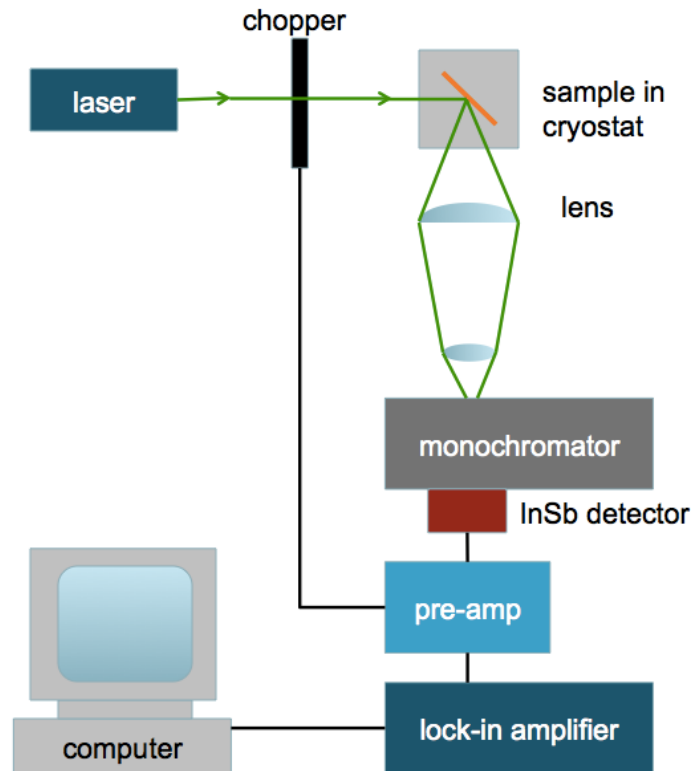 chopper
laser
sample in
cryostat
lens
monochromator
InSb detector
pre-amp
lock-in amplifier
computer